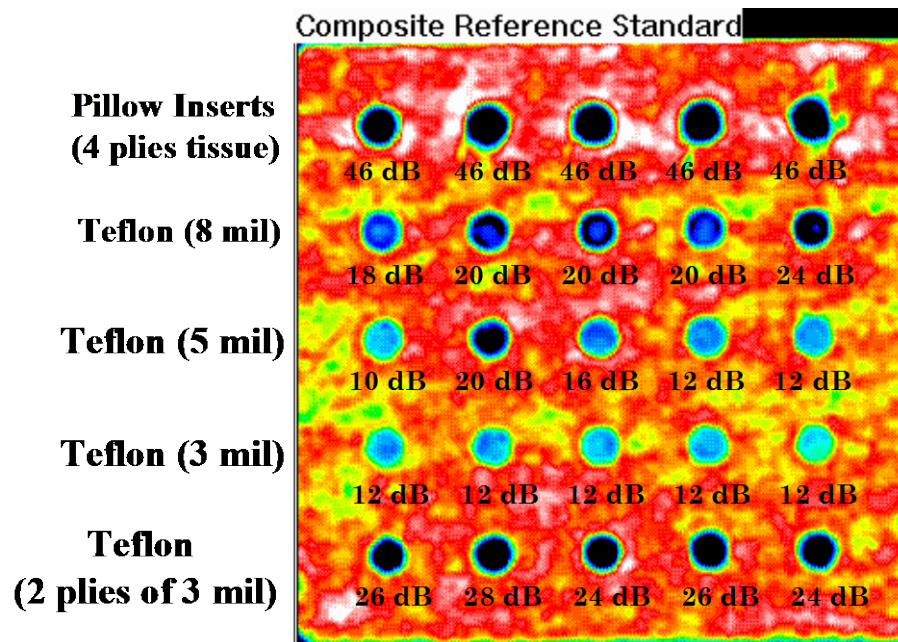 Composite Reference Standard
Pillow Inserts
(4 plies tissue)
46 dB 46 dB 46 dB 46 dB 46 dB
Teflon (8 mil)
18 dB 20 dB 20 dB 20 dB 24 dB
Teflon (5 mil)
10 dB 20 dB 16 dB 12 dB 12 dB
Teflon (3 mil)
12 dB 12 dB 12 dB 12 dB 12 dB
Teflon
(2 plies of 3 mil)
26 dB 28 dB 24 dB 26 dB 24 dB